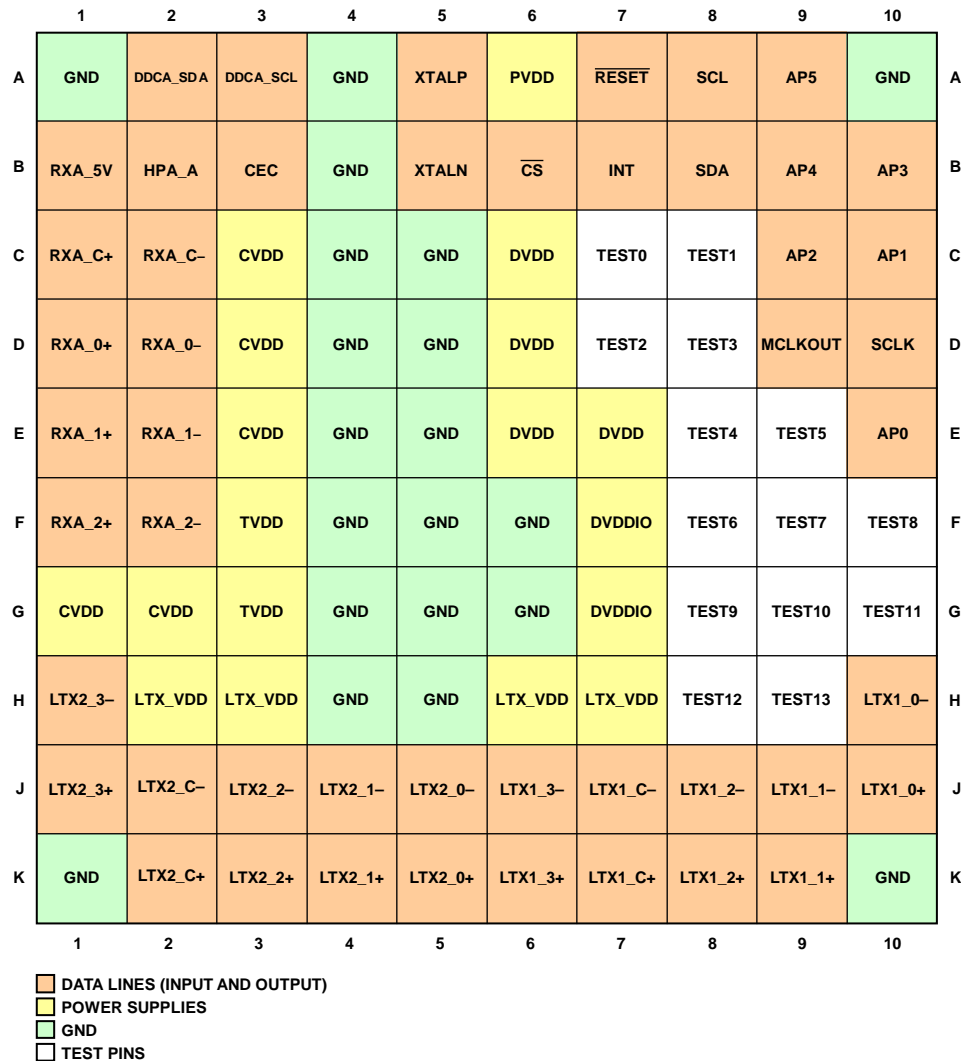 1 2 3 4 5 6 7 8 9 10
A GND DDCA_SDA DDCA_SCL GND XTALP PVDD RESET SCL AP5 GND A
B RXA_5V HPA_A CEC GND XTALN CS INT SDA AP4 AP3 B
C RXA_C+ RXA_C– CVDD GND GND DVDD TEST0 TEST1 AP2 AP1 C
D RXA_0+ RXA_0– CVDD GND GND DVDD TEST2 TEST3 MCLKOUT SCLK D
E RXA_1+ RXA_1– CVDD GND GND DVDD DVDD TEST4 TEST5 AP0 E
F RXA_2+ RXA_2– TVDD GND GND GND DVDDIO TEST6 TEST7 TEST8 F
G CVDD CVDD TVDD GND GND GND DVDDIO TEST9 TEST10 TEST11 G
H LTX2_3– LTX_VDD LTX_VDD GND GND LTX_VDD LTX_VDD TEST12 TEST13 LTX1_0– H
J LTX2_3+ LTX2_C– LTX2_2– LTX2_1– LTX2_0– LTX1_3– LTX1_C– LTX1_2– LTX1_1– LTX1_0+ J
K GND LTX2_C+ LTX2_2+ LTX2_1+ LTX2_0+ LTX1_3+ LTX1_C+ LTX1_2+ LTX1_1+ GND K
1 2 3 4 5 6 7 8 9 10
DATA LINES (INPUT AND OUTPUT)
POWER SUPPLIES
GND
TEST PINS